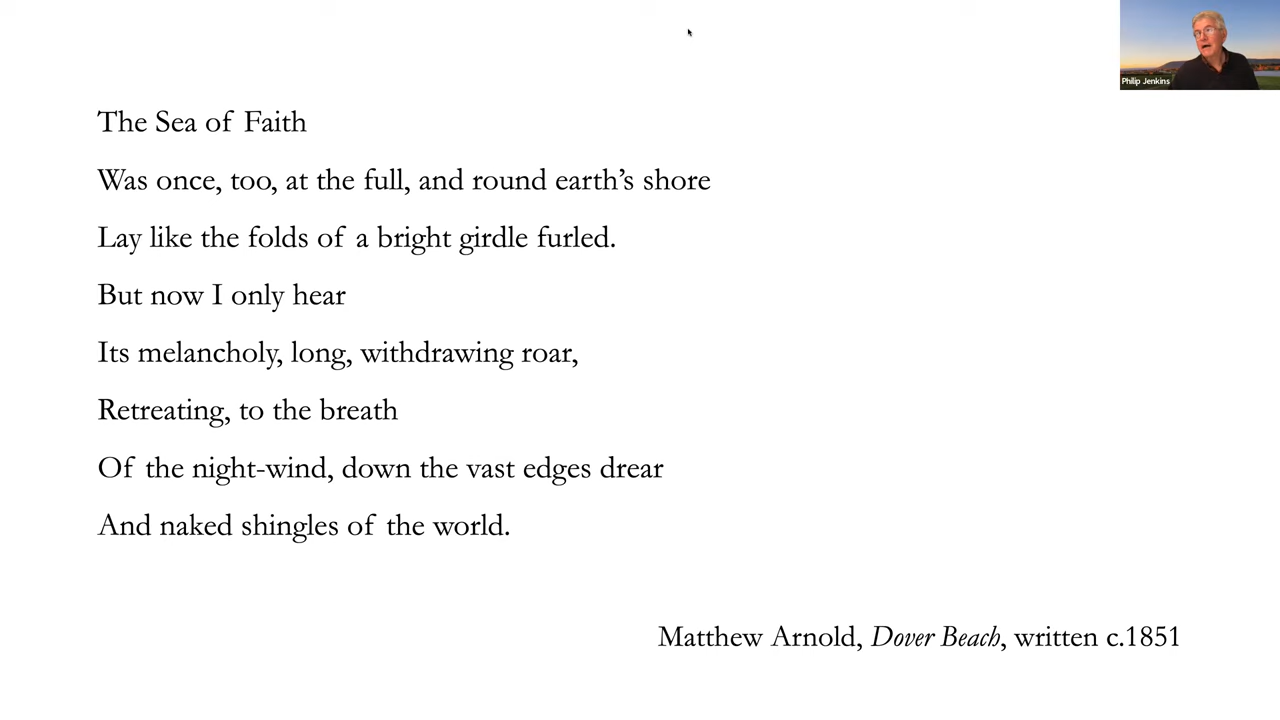 Philip Jenkins
The Sea of Faith
Was once, too, at the full, and round earth’s shore
Lay like the folds of a bright girdle furled.
But now I only hear
Its melancholy, long, withdrawing roar,
Retreating, to the breath
Of the night-wind, down the vast edges drear
And naked shingles of the world.
Matthew Arnold, Dover Beach, written c.1851